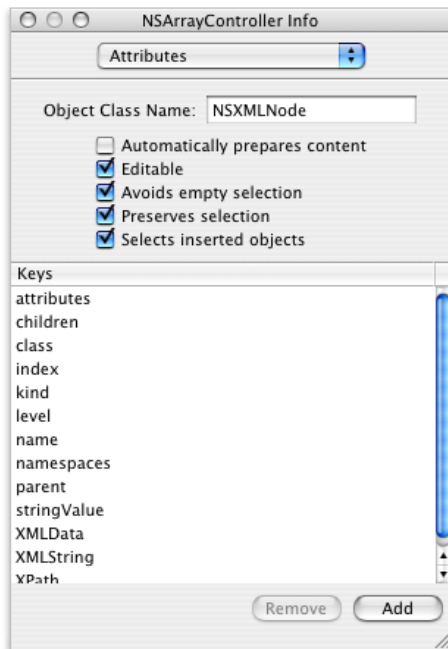 NSArrayController Info
Attributes
Object Class Name: NSXMLNode
Automatically prepares content
Editable
Avoids empty selection
Preserves selection
Selects inserted objects
Keys
attributes
children
class
index
kind
level
name
namespaces
parent
stringValue
XMLData
XMLString
XPath
Remove Add